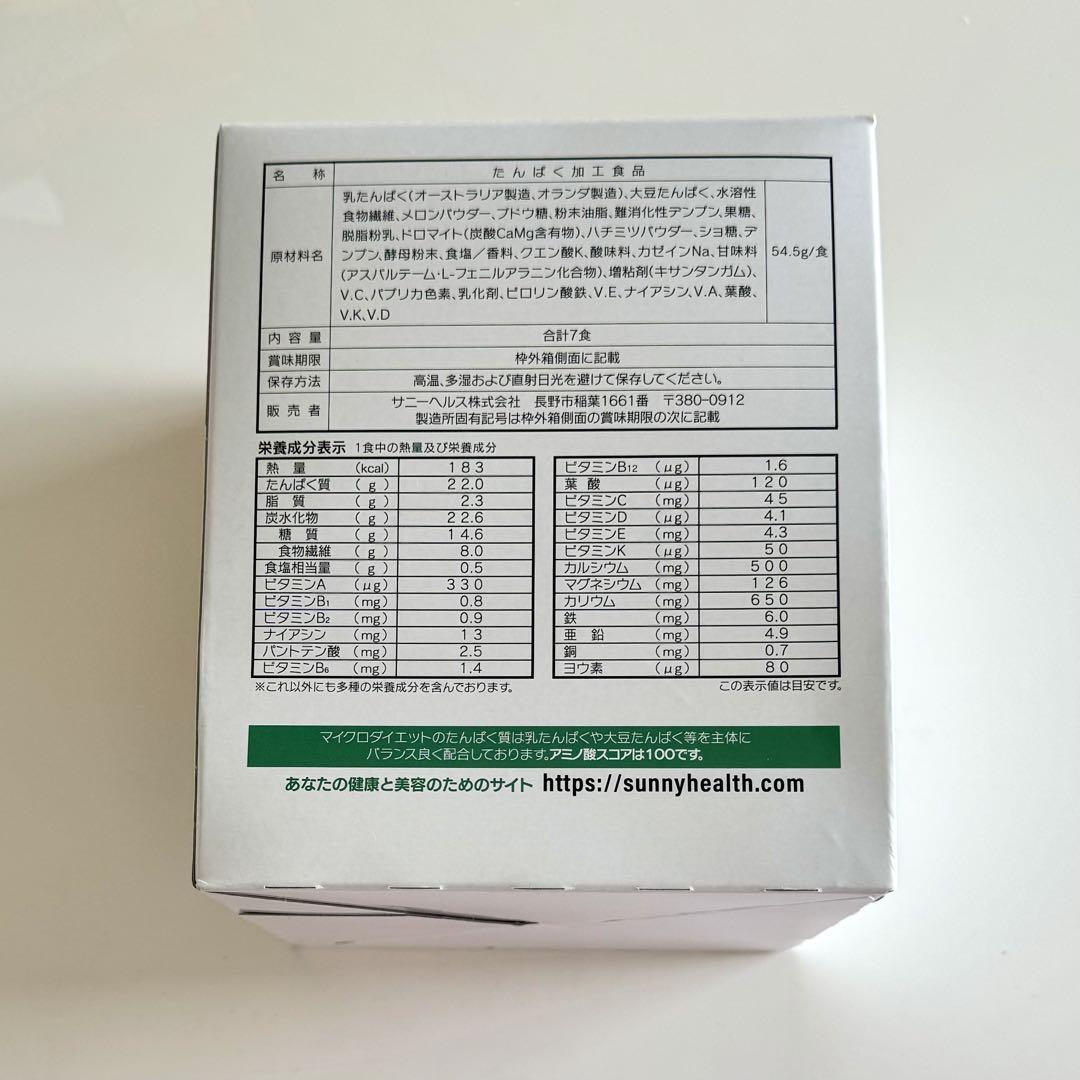 名 称 たんぱく加工食品
原材料名
乳たんぱく(オーストラリア製造、オランダ製造)、大豆たんぱく、水溶性
食物繊維、メロンパウダー、ブドウ糖、粉末油脂、難消化性デンプン、果糖、
脱脂粉乳、ドロマイト(炭酸CaMg含有物)、ハチミツパウダー、ショ糖、デ
ンプン、酵母粉末、食塩/香料、クエン酸K、酸味料、カゼインNa、甘味料
(アスパルテーム・L-フェニルアラニン化合物)、増粘剤(キサンタンガム)、
V.C、パプリカ色素、乳化剤、ピロリン酸鉄、V.E、ナイアシン、V.A、葉酸、
V.K、V.D
54.5g/食
内容量 合計7食
賞味期限 枠外箱側面に記載
保存方法 高温、多湿および直射日光を避けて保存してください。
販売者
サニーヘルス株式会社 長野市稲葉1661番 〒380-0912
製造所固有記号は枠外箱側面の賞味期限の次に記載
栄養成分表示 1食中の熱量及び栄養成分
熱量 (kcal) 183
たんぱく質 (g) 22.0
脂質 (g) 2.3
炭水化物 (g) 22.6
糖質 (g) 14.6
食物繊維 (g) 8.0
食塩相当量 (g) 0.5
ビタミンA (μg) 330
ビタミンB₁ (mg) 0.8
ビタミンB₂ (mg) 0.9
ナイアシン (mg) 13
パントテン酸 (mg) 2.5
ビタミンB₆ (mg) 1.4
ビタミンB₁₂ (μg) 1.6
葉酸 (μg) 120
ビタミンC (mg) 45
ビタミンD (μg) 4.1
ビタミンE (mg) 4.3
ビタミンK (μg) 50
カルシウム (mg) 500
マグネシウム (mg) 126
カリウム (mg) 650
鉄 (mg) 6.0
亜鉛 (mg) 4.9
銅 (mg) 0.7
ヨウ素 (μg) 80
※これ以外にも多種の栄養成分を含んでおります。
この表示値は目安です。
マイクロダイエットのたんぱく質は乳たんぱくや大豆たんぱく等を主体に
バランス良く配合しております。アミノ酸スコアは100です。
あなたの健康と美容のためのサイト https://sunnyhealth.com